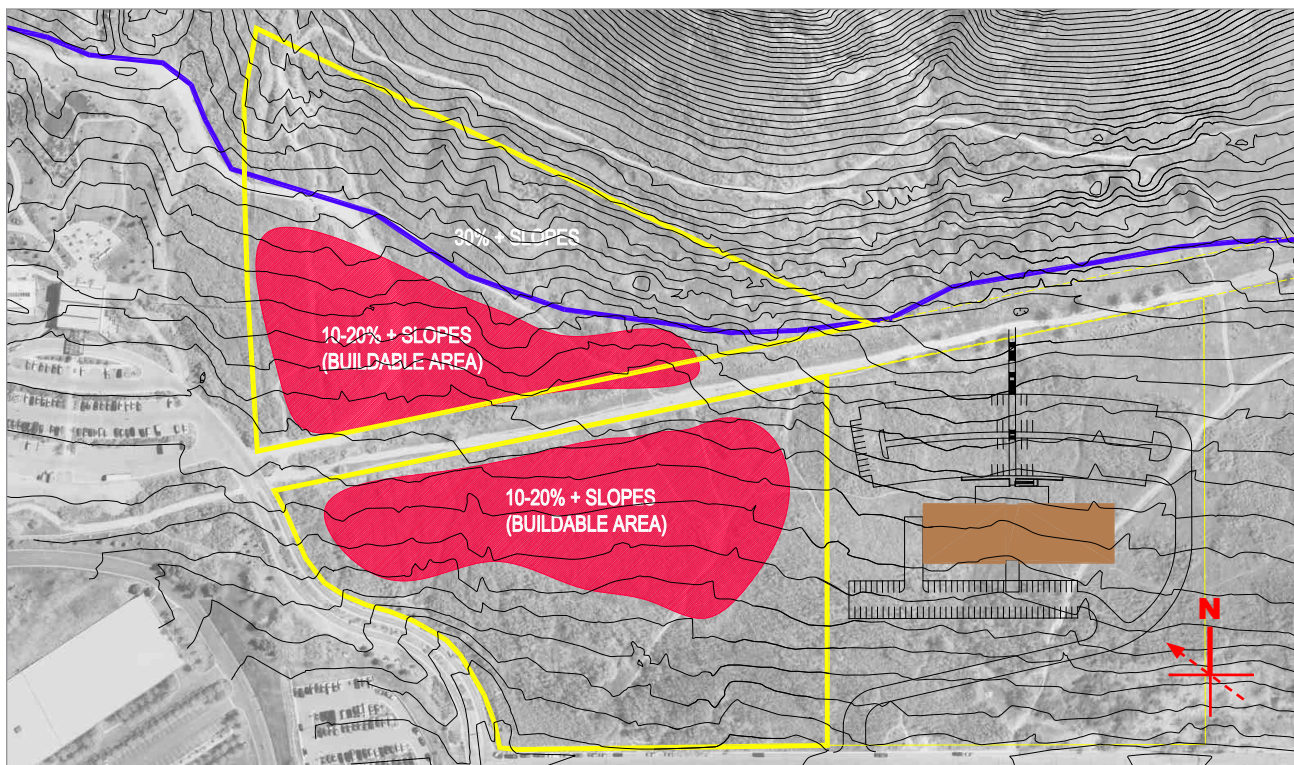 30% + SLOPES
10-20% + SLOPES
(BUILDABLE AREA)
10-20% + SLOPES
(BUILDABLE AREA)
N